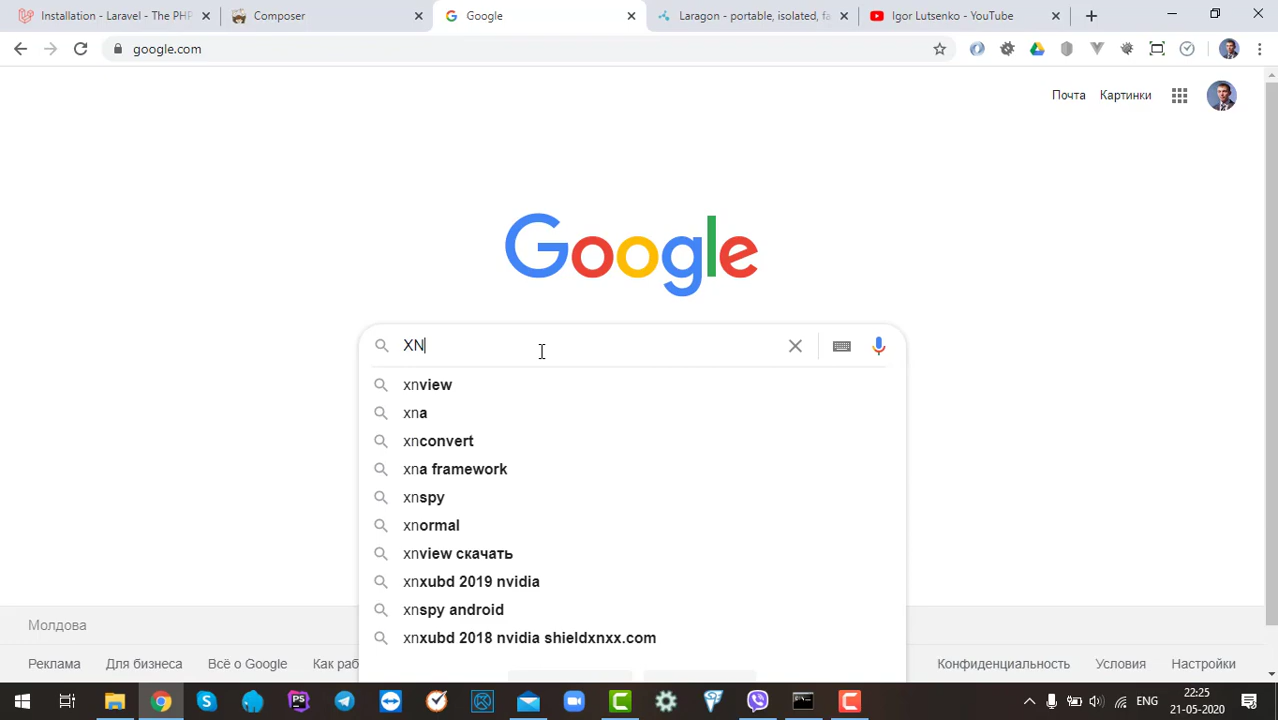 Installation - Laravel - The PHP
Composer
Google
Laragon - portable, isolated, fa
Igor Lutsenko - YouTube
google.com
Почта
Картинки
Google
XN
xnview
xna
xnconvert
xna framework
xnspy
xnormal
xnview скачать
xnxubd 2019 nvidia
xnspy android
xnxubd 2018 nvidia shieldxnxx.com
Молдова
Реклама
Для бизнеса
Всё о Google
Как раб
Конфиденциальность
Условия
Настройки
PS
ENG
22:25
21-05-2020